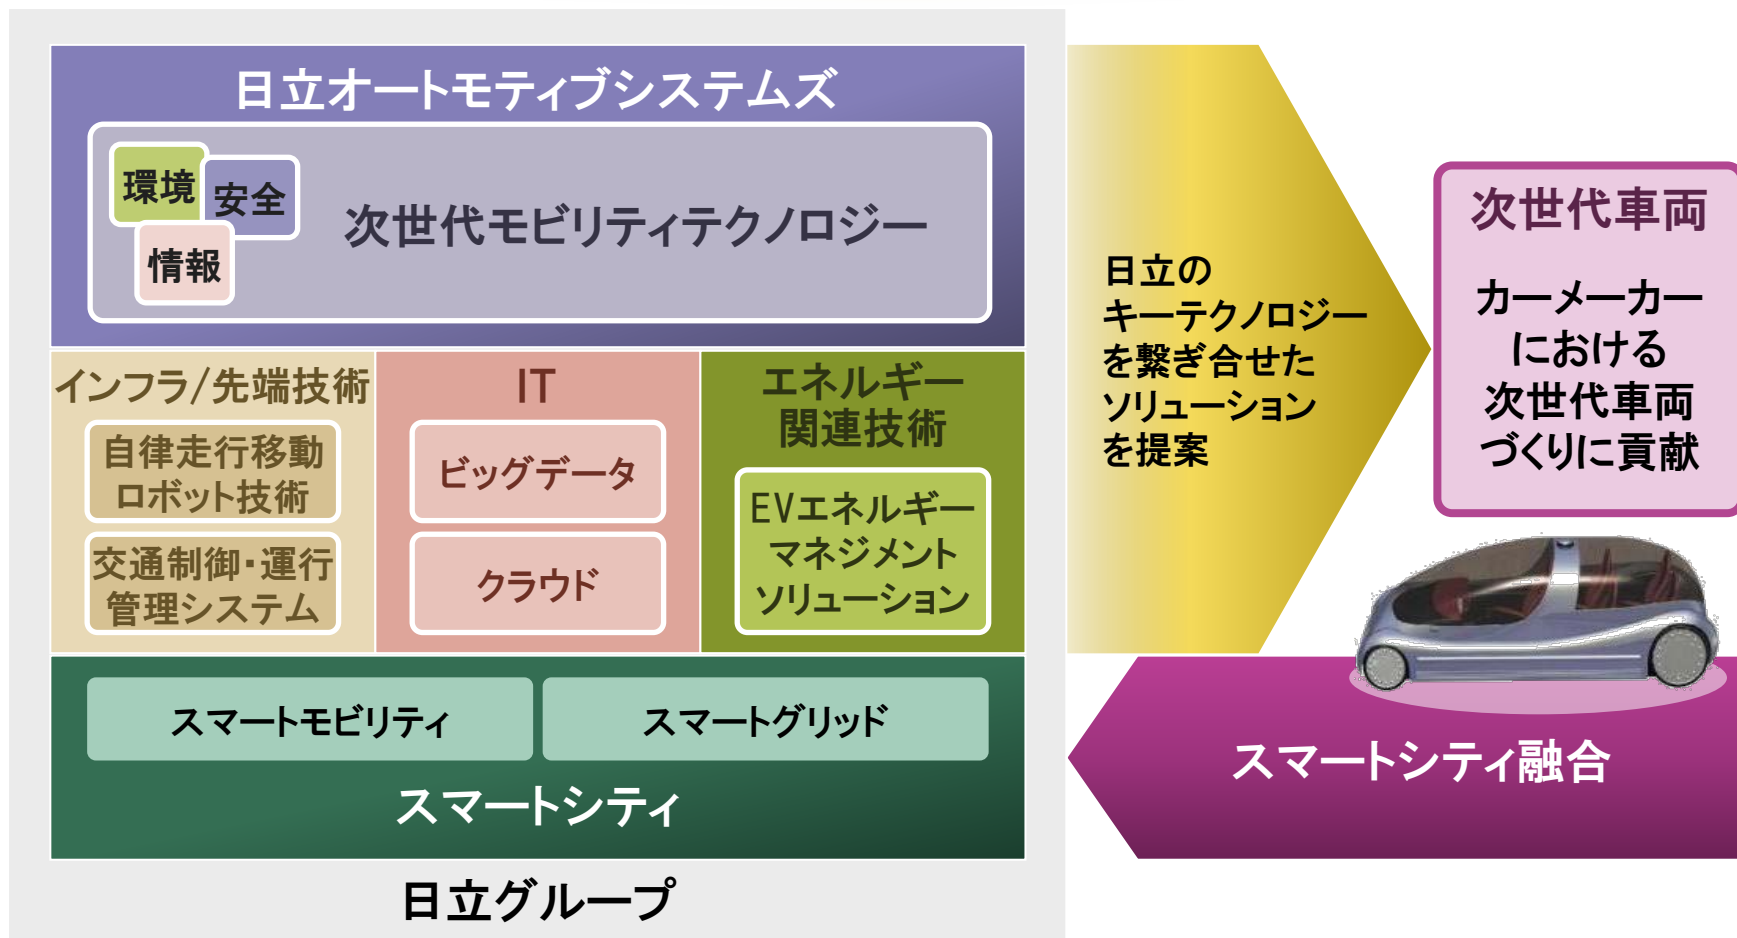 日立オートモティブシステムズ
環境
安全
情報
次世代モビリティテクノロジー
インフラ/先端技術
自律走行移動
ロボット技術
交通制御・運行
管理システム
IT
ビッグデータ
クラウド
エネルギー
関連技術
EVエネルギー
マネジメント
ソリューション
スマートモビリティ
スマートグリッド
スマートシティ
日立グループ
日立の
キーテクノロジー
を繋ぎ合せた
ソリューション
を提案
次世代車両
カーメーカー
における
次世代車両
づくりに貢献
スマートシティ融合